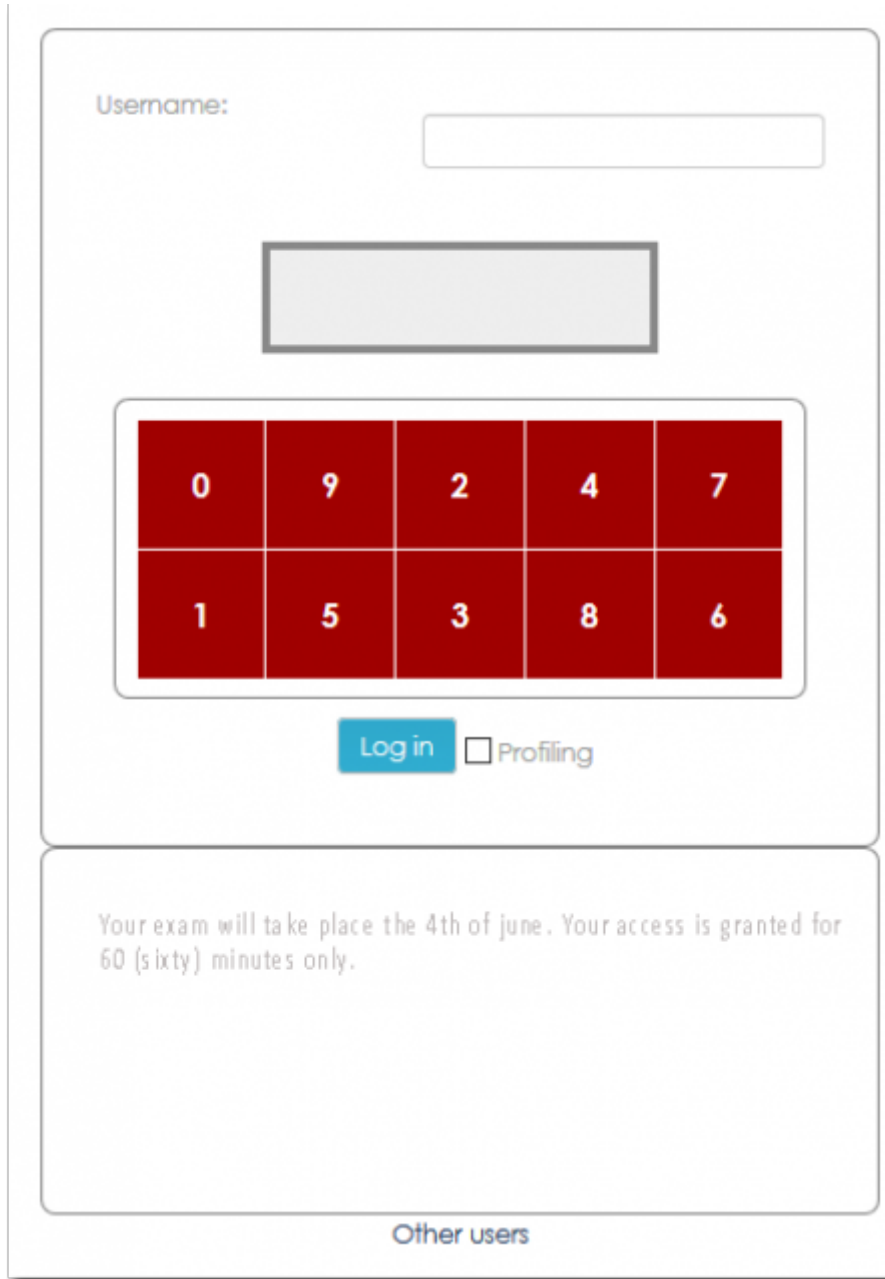 Username:
0 9 2 4 7
1 5 3 8 6
Log in Profiling
Your exam will take place the 4th of june. Your access is granted for
60 (sixty) minutes only.
Other users